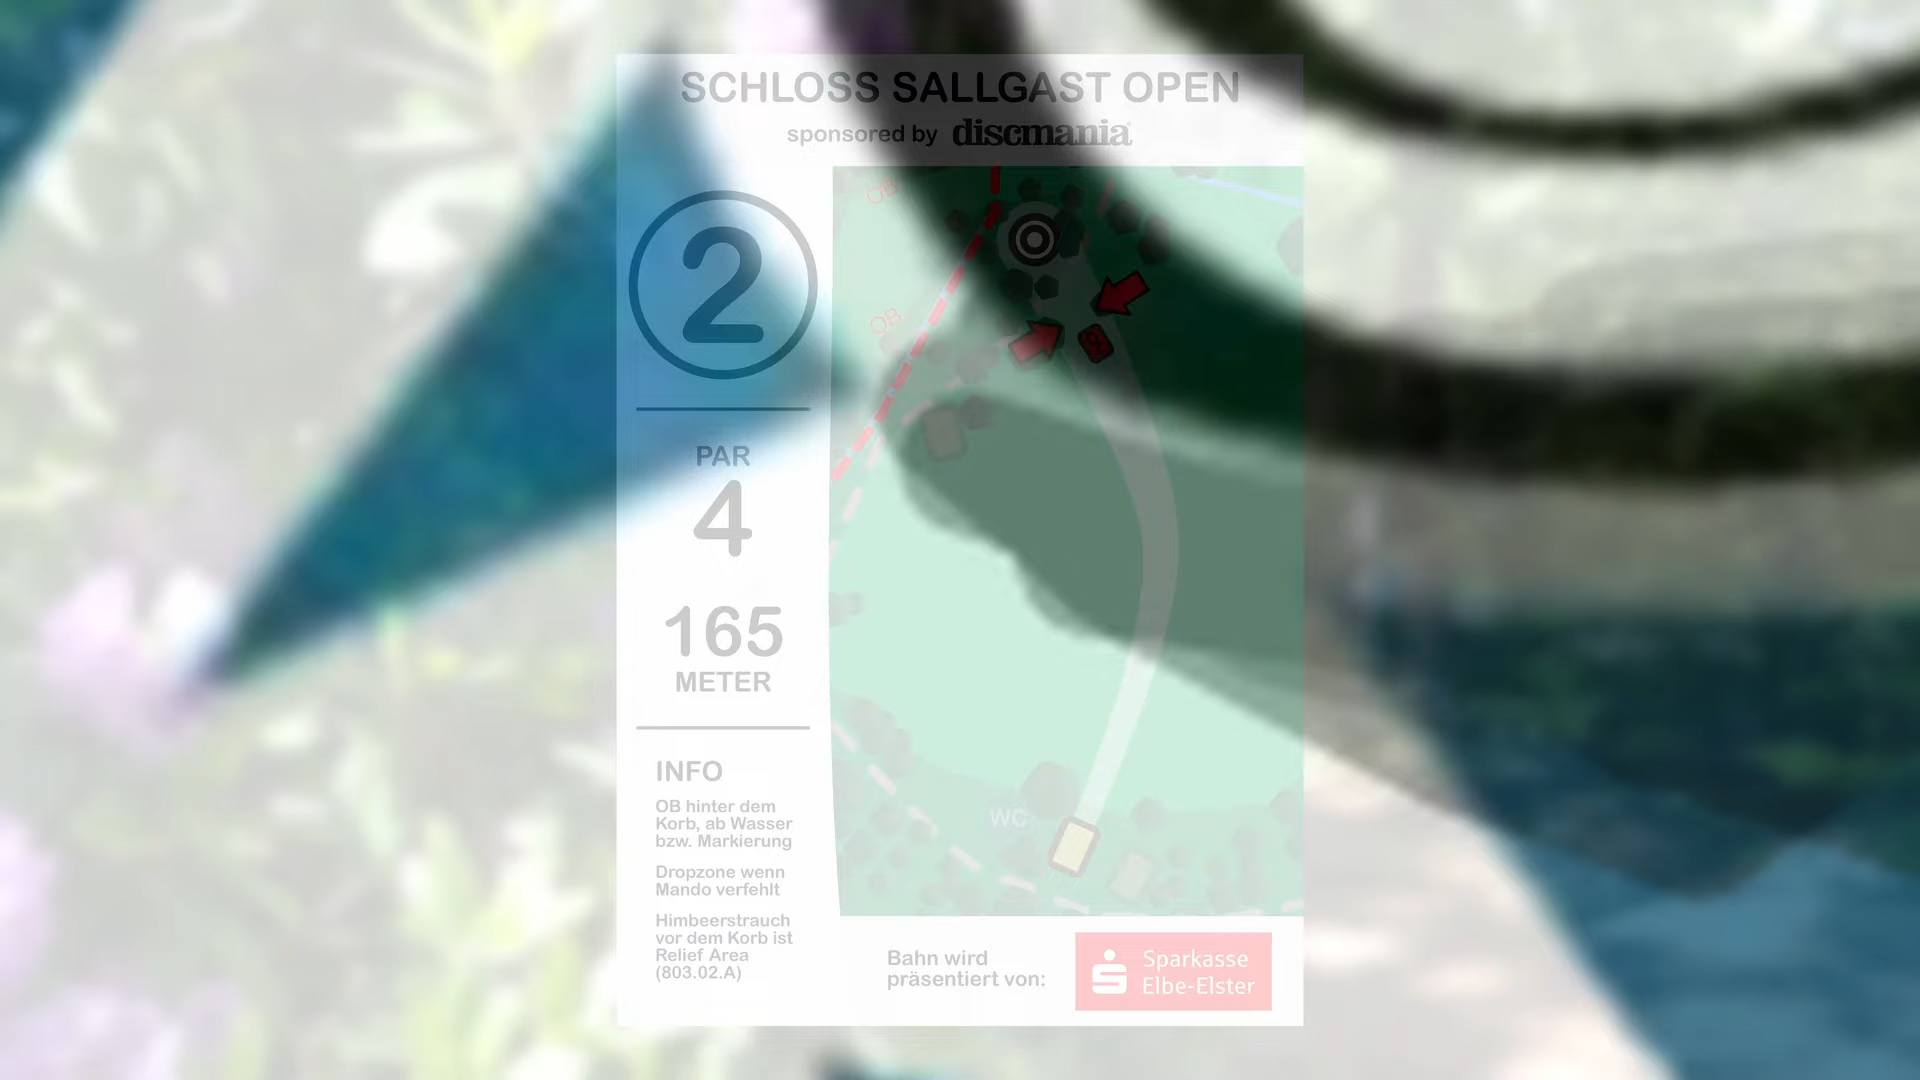 SCHLOSS SALLGAST OPEN
sponsored by discmania
2
PAR
4
165
METER
INFO
OB hinter dem
Korb, ab Wasser
bzw. Markierung
Dropzone wenn
Mando verfehlt
Himbeerstrauch
vor dem Korb ist
Relief Area
(803.02.A)
OB
OB
WC
Bahn wird
präsentiert von:
Sparkasse
Elbe-Elster